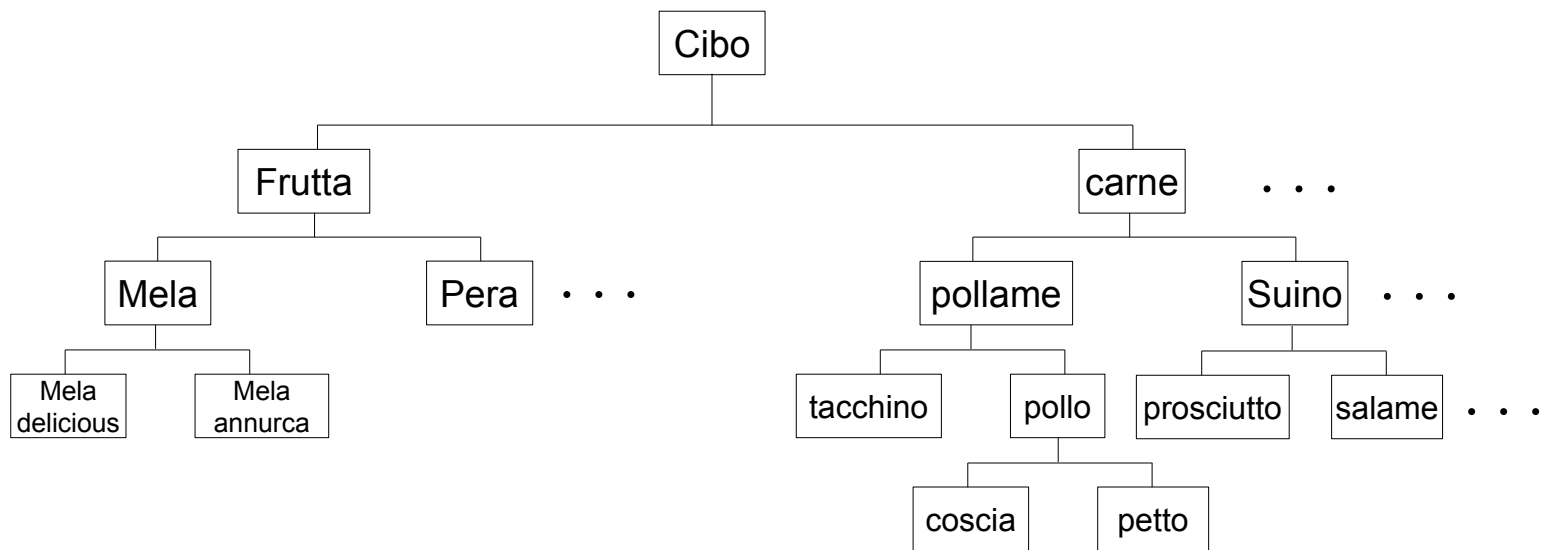 Cibo
Frutta
carne
. . .
Mela
Pera
. . .
pollame
Suino
. . .
Mela
delicious
Mela
annurca
tacchino
pollo
prosciutto
salame
. . .
coscia
petto